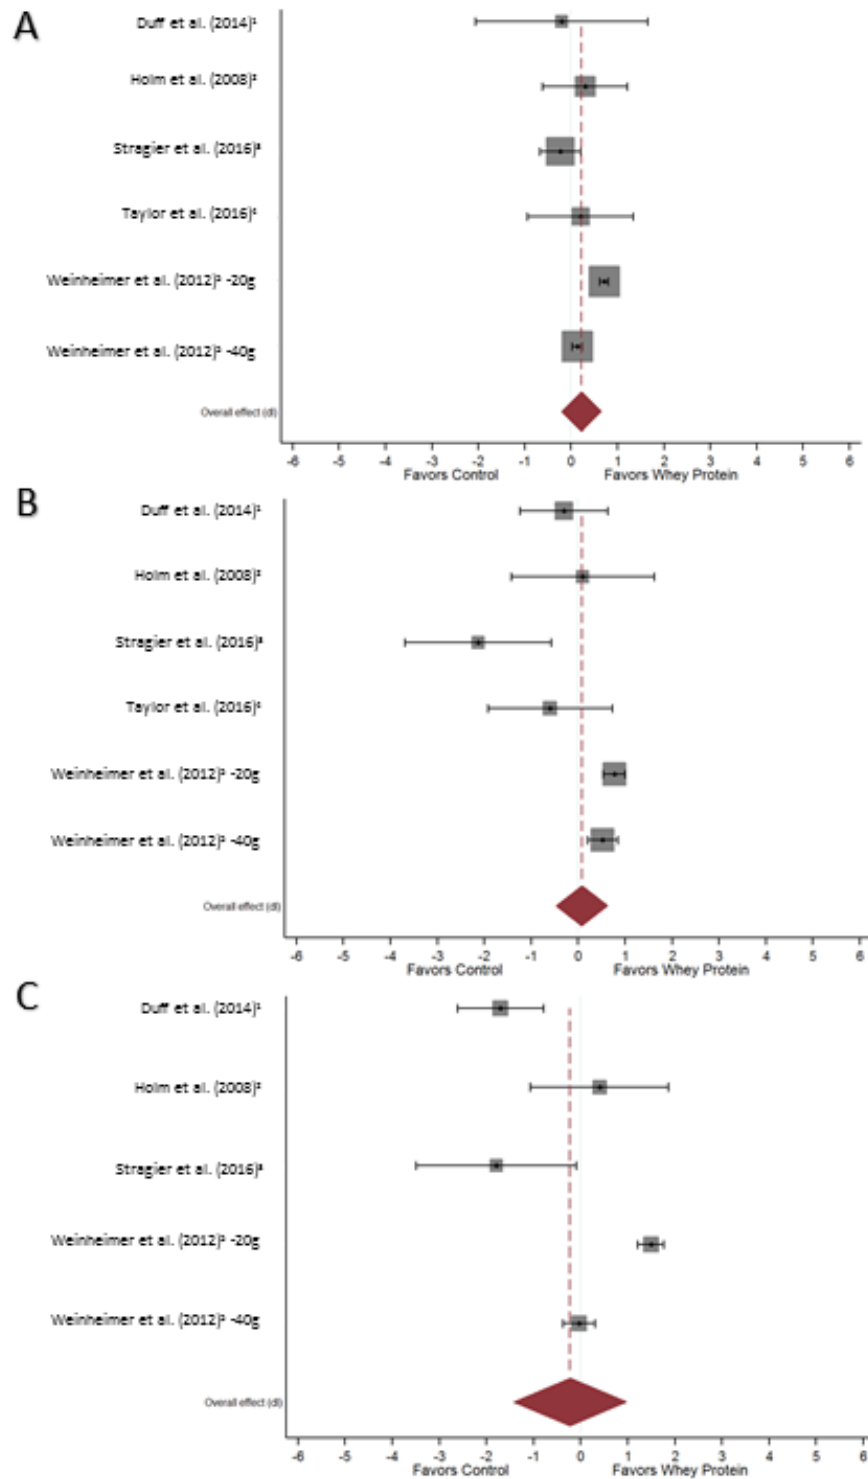 A
Duff et al. (2014)¹
Holm et al. (2008)²
Stragier et al. (2016)³
Taylor et al. (2016)⁴
Weinheimer et al. (2012)⁵ -20g
Weinheimer et al. (2012)⁵ -40g
Overall effect (dl)
-6 -5 -4 -3 -2 -1 0 1 2 3 4 5 6
Favors Control Favors Whey Protein
B
Duff et al. (2014)¹
Holm et al. (2008)²
Stragier et al. (2016)³
Taylor et al. (2016)⁴
Weinheimer et al. (2012)⁵ -20g
Weinheimer et al. (2012)⁵ -40g
Overall effect (dl)
-6 -5 -4 -3 -2 -1 0 1 2 3 4 5 6
Favors Control Favors Whey Protein
C
Duff et al. (2014)¹
Holm et al. (2008)²
Stragier et al. (2016)³
Weinheimer et al. (2012)⁵ -20g
Weinheimer et al. (2012)⁵ -40g
Overall effect (dl)
-6 -5 -4 -3 -2 -1 0 1 2 3 4 5 6
Favors Control Favors Whey Protein